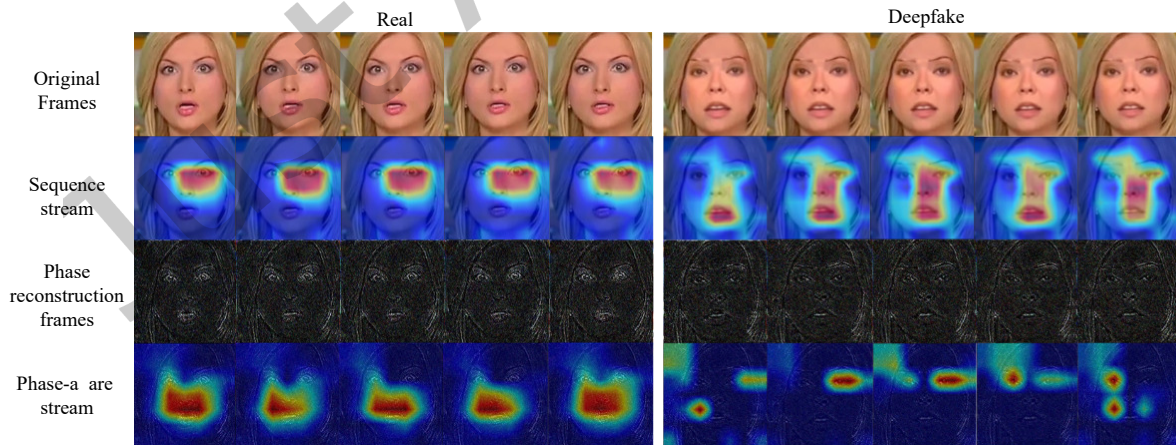 Real
Deepfake
Original
Frames
Sequence
stream
Phase
reconstruction
frames
Phase-a are
stream